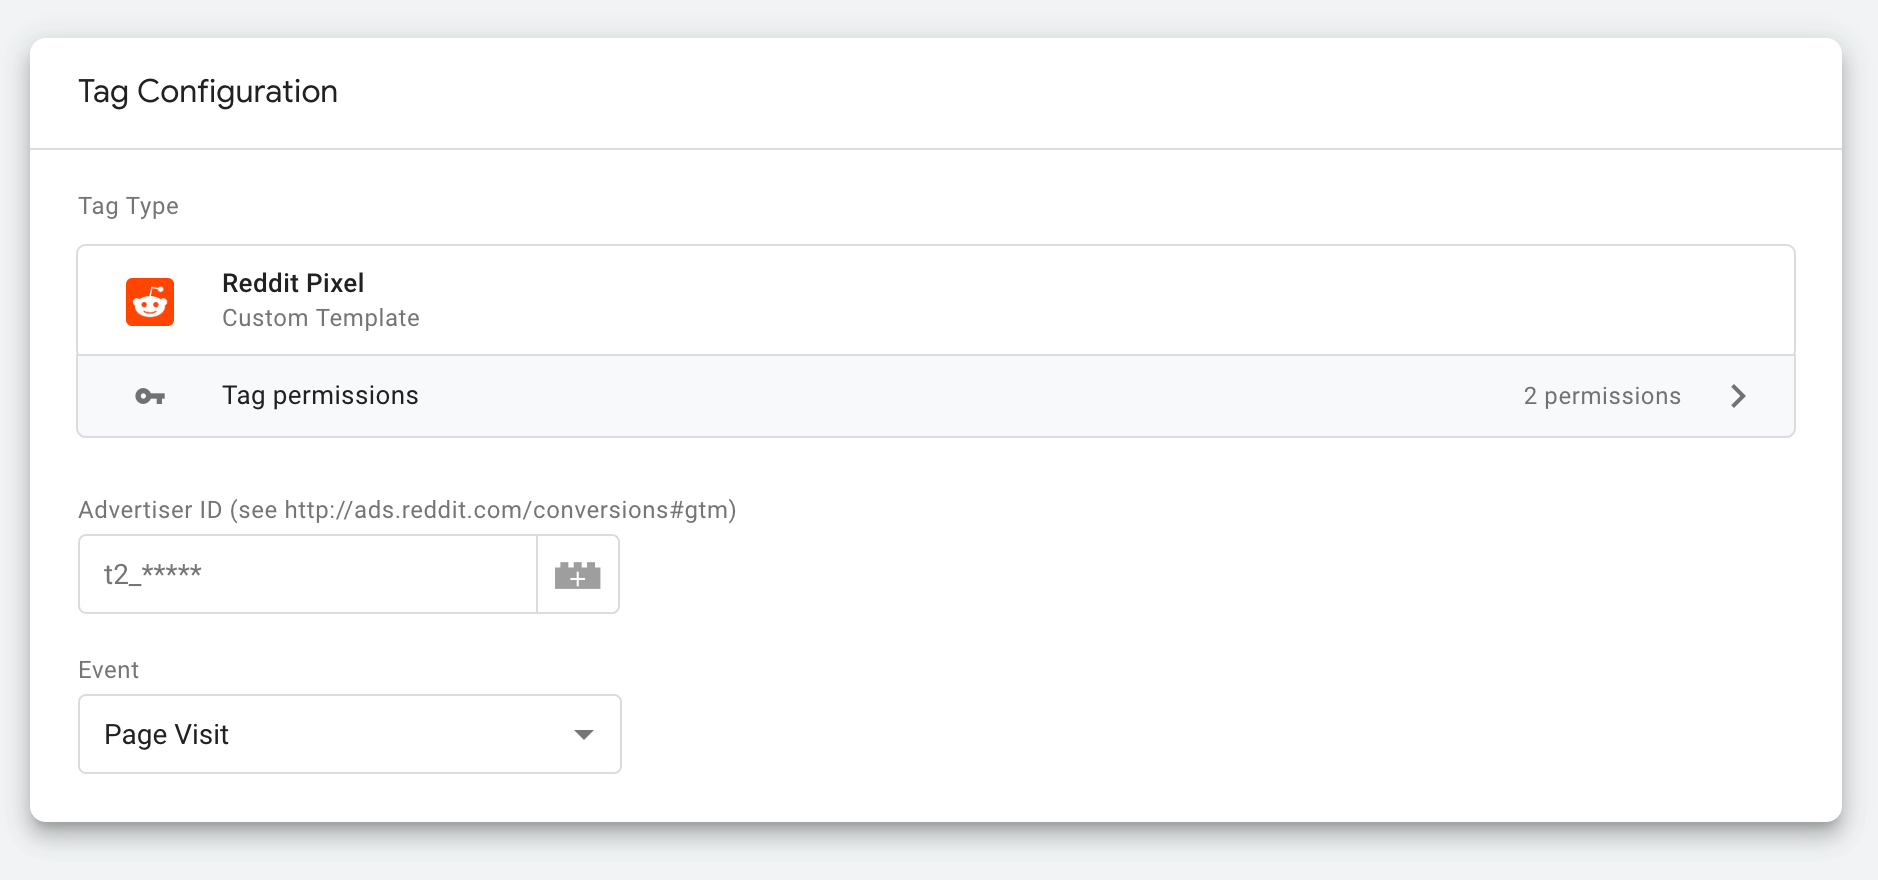 Tag Configuration
Tag Type
Reddit Pixel
Custom Template
Tag permissions 2 permissions
Advertiser ID (see http://ads.reddit.com/conversions#gtm)
t2_*****
Event
Page Visit